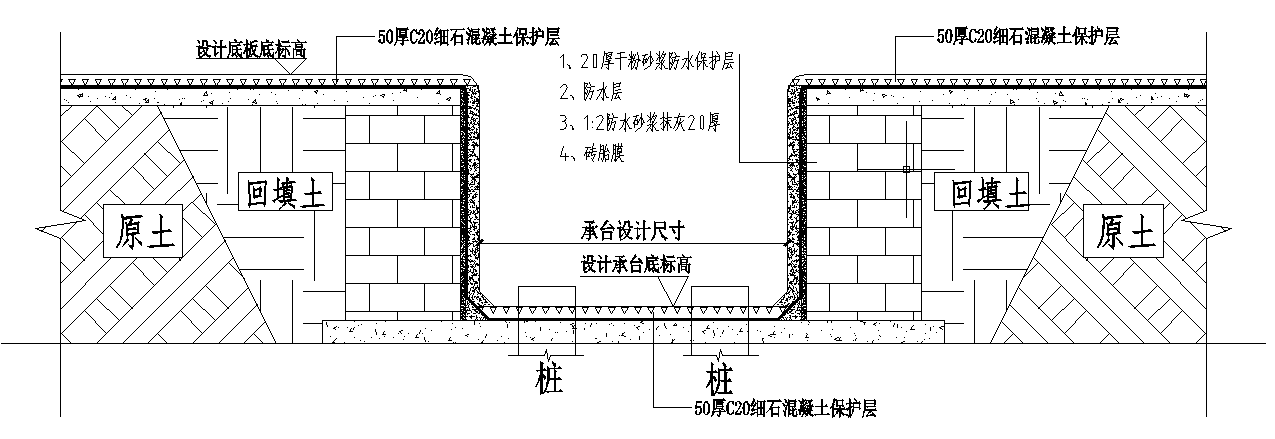 50厚C20细石混凝土保护层
50厚C20细石混凝土保护层
设计底板底标高
1、20厚干粉砂浆防水保护层
2、防水层
3、1:2防水砂浆抹灰20厚
4、砖胎膜
回填土
回填土
原土
原土
承台设计尺寸
设计承台底标高
桩
桩
50厚C20细石混凝土保护层